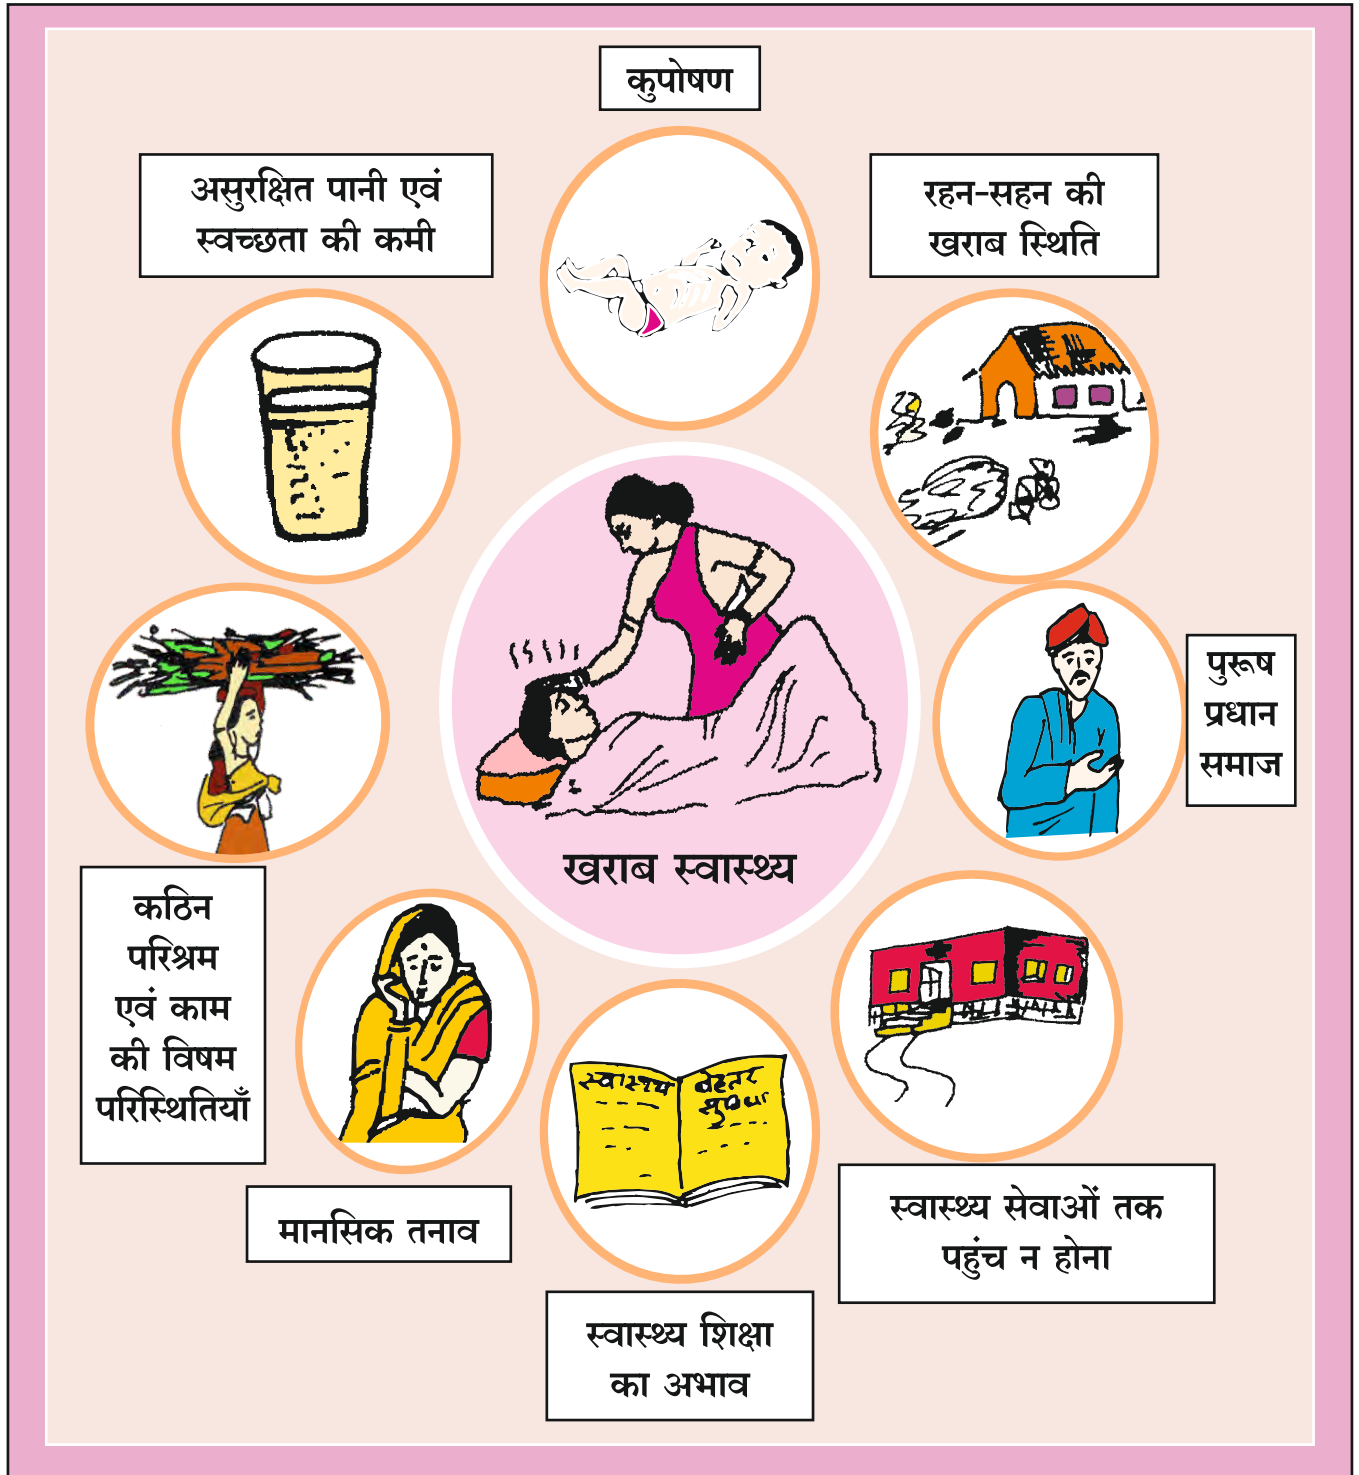 कुपोषण
असुरक्षित पानी एवं
स्वच्छता की कमी
रहन-सहन की
खराब स्थिति
पुरूष
प्रधान
समाज
खराब स्वास्थ्य
कठिन
परिश्रम
एवं काम
की विषम
परिस्थितियाँ
मानसिक तनाव
स्वास्थ्य
बेहतर
सुविधा
स्वास्थ्य सेवाओं तक
पहुंच न होना
स्वास्थ्य शिक्षा
का अभाव